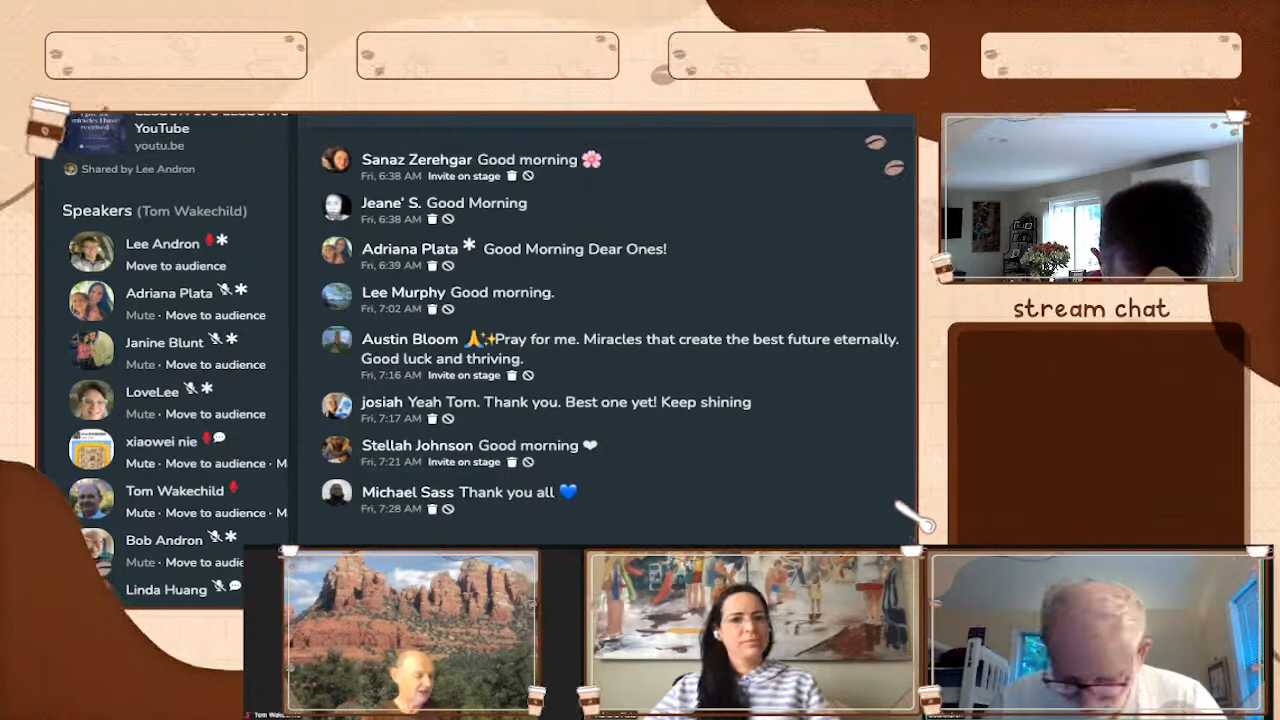 miracles I have
received.
YouTube
youtu.be
Shared by Lee Andron
Speakers (Tom Wakechild)
Lee Andron
Move to audience
Adriana Plata
Mute · Move to audience
Janine Blunt
Mute · Move to audience
LoveLee
Mute · Move to audience
xiaowei nie
Mute · Move to audience · M
Tom Wakechild
Mute · Move to audience · M
Bob Andron
Mute · Move to audie
Linda Huang
Sanaz Zerehgar Good morning 🌸
Fri, 6:38 AM Invite on stage
Jeane' S. Good Morning
Fri, 6:38 AM
Adriana Plata * Good Morning Dear Ones!
Fri, 6:39 AM
Lee Murphy Good morning.
Fri, 7:02 AM
Austin Bloom 🙏✨Pray for me. Miracles that create the best future eternally.
Good luck and thriving.
Fri, 7:16 AM Invite on stage
josiah Yeah Tom. Thank you. Best one yet! Keep shining
Fri, 7:17 AM
Stellah Johnson Good morning ❤
Fri, 7:21 AM Invite on stage
Michael Sass Thank you all 💙
Fri, 7:28 AM
stream chat